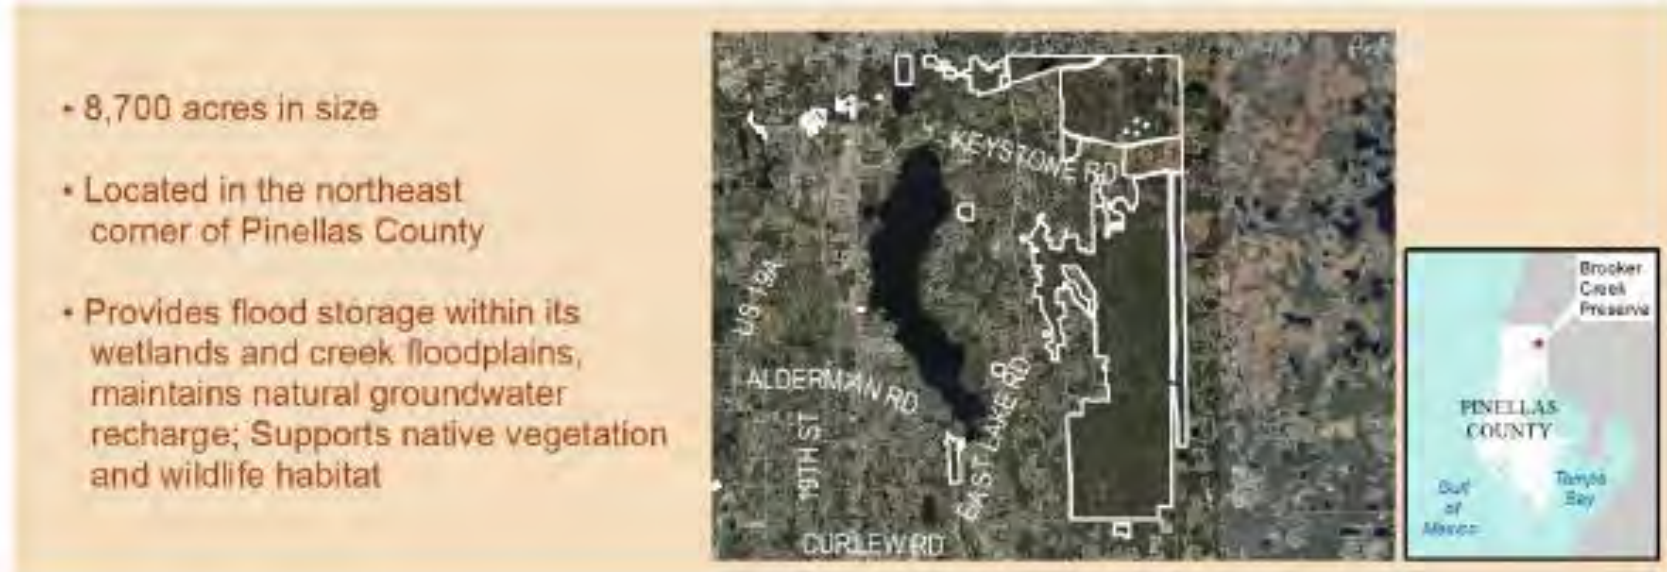 • 8,700 acres in size
• Located in the northeast
corner of Pinellas County
• Provides flood storage within its
wetlands and creek floodplains,
maintains natural groundwater
recharge; Supports native vegetation
and wildlife habitat
KEYSTONE RD
US 19A
ALDERMAN RD
19TH ST
EAST LAKE RD
CURLEW RD
Brooker
Creek
Preserve
PINELLAS
COUNTY
Gulf
of
Mexico
Tampa
Bay